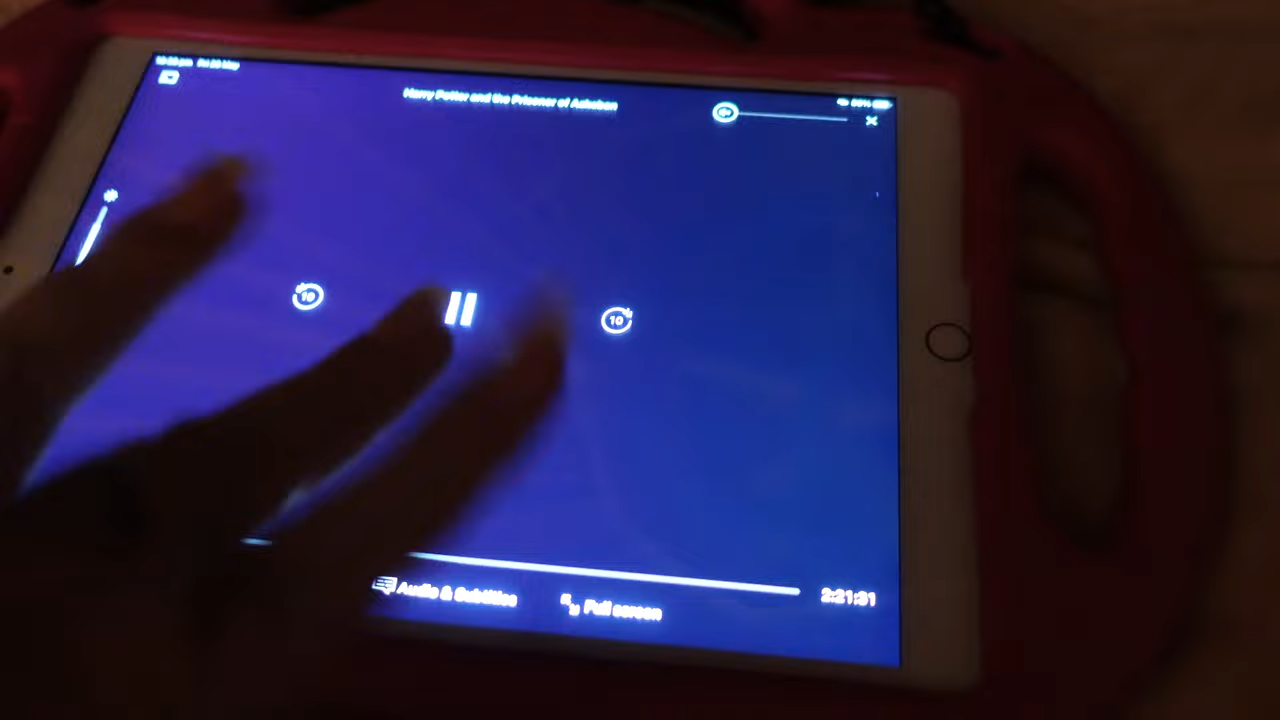 Harry Potter and the Prisoner of Azkaban
10
10
2:21:31
Audio & Subtitles
Full screen